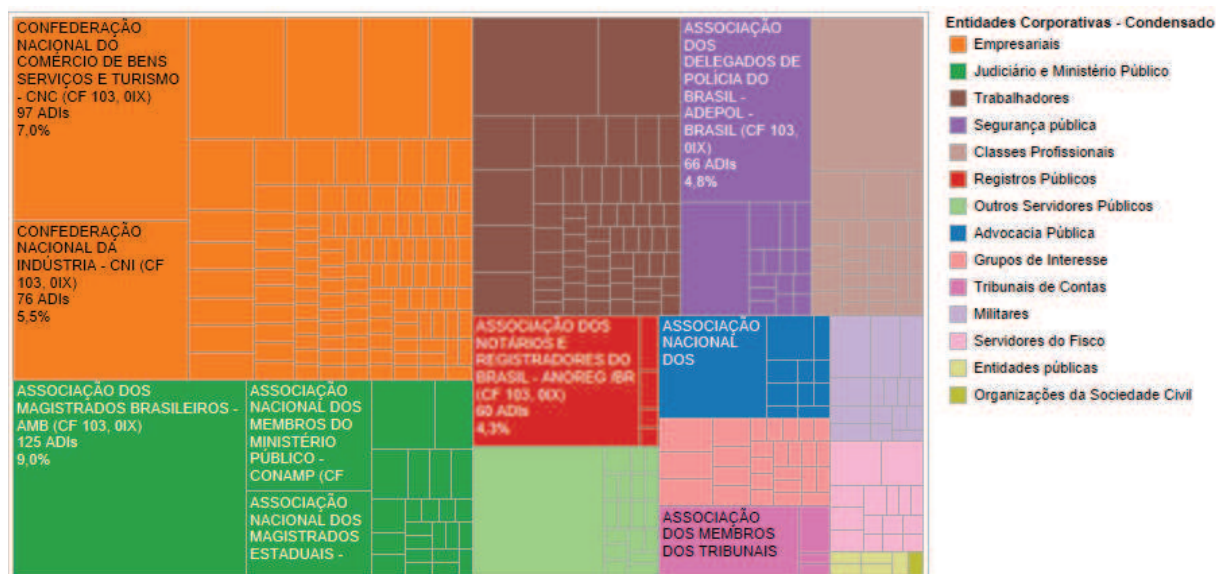 CONFEDERAÇÃO
NACIONAL DO
COMÉRCIO DE BENS
SERVIÇOS E TURISMO
- CNC (CF 103, 0IX)
97 ADIs
7,0%
CONFEDERAÇÃO
NACIONAL DA
INDÚSTRIA - CNI (CF
103, 0IX)
76 ADIs
5,5%
ASSOCIAÇÃO DOS
MAGISTRADOS BRASILEIROS -
AMB (CF 103, 0IX)
125 ADIs
9,0%
ASSOCIAÇÃO
NACIONAL DOS
MEMBROS DO
MINISTÉRIO
PÚBLICO -
CONAMP (CF
ASSOCIAÇÃO
NACIONAL DOS
MAGISTRADOS
ESTADUAIS -
ASSOCIAÇÃO
DOS
DELEGADOS DE
POLÍCIA DO
BRASIL -
ADEPOL -
BRASIL (CF 103,
0IX)
66 ADIs
4,8%
ASSOCIAÇÃO DOS
NOTÁRIOS E
REGISTRADORES DO
BRASIL - ANOREG /BR
(CF 103, 0IX)
60 ADIs
4,3%
ASSOCIAÇÃO
NACIONAL
DOS
ASSOCIAÇÃO
DOS MEMBROS
DOS TRIBUNAIS
Entidades Corporativas - Condensado
Empresariais
Judiciário e Ministério Público
Trabalhadores
Segurança pública
Classes Profissionais
Registros Públicos
Outros Servidores Públicos
Advocacia Pública
Grupos de Interesse
Tribunais de Contas
Militares
Servidores do Fisco
Entidades públicas
Organizações da Sociedade Civil